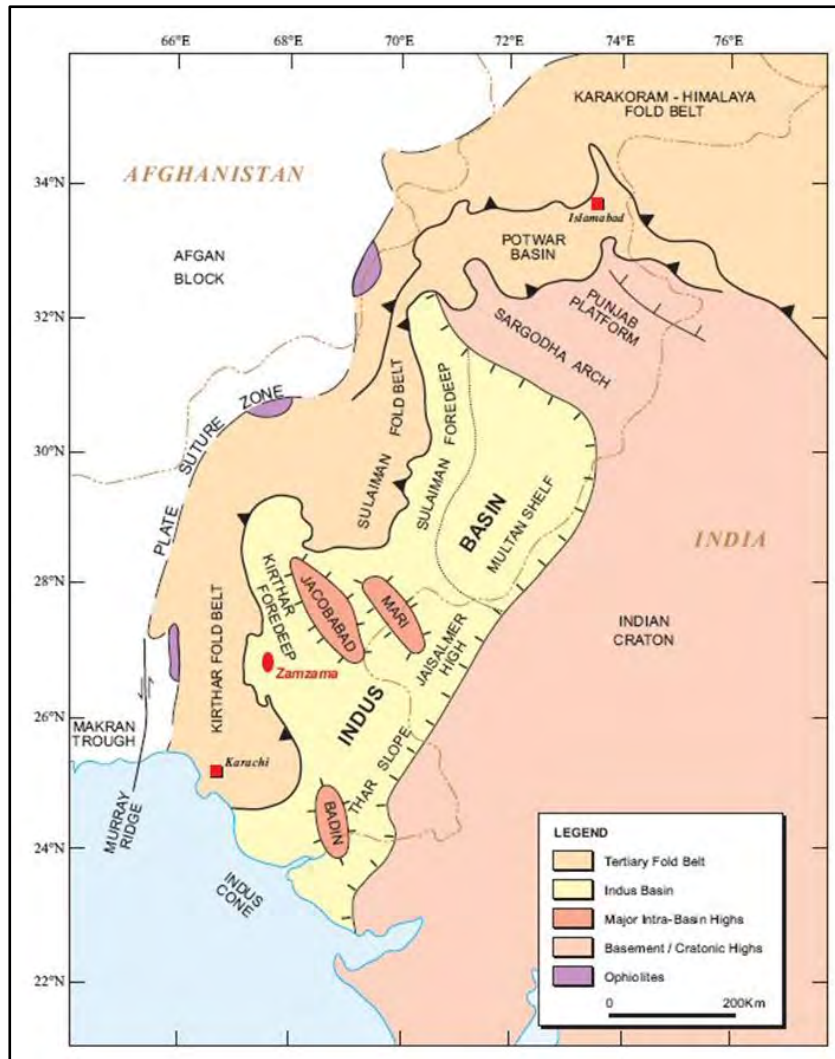 66°E 68°E 70°E 72°E 74°E 76°E
KARAKORAM - HIMALAYA
FOLD BELT
AFGHANISTAN
34°N
Islamabad
POTWAR
BASIN
AFGAN
BLOCK
PUNJAB
PLATFORM
32°N
SARGODHA ARCH
PLATE SUTURE ZONE
SULAIMAN FOLD BELT
SULAIMAN FOREDEEP
30°N
BASIN
MULTAN SHELF
INDIA
28°N
KIRTHAR
FOREDEEP
JACOBABAD
MARI
INDIAN
CRATON
KIRTHAR FOLD BELT
JAISALMER
HIGH
Zamzama
INDUS
26°N
MAKRAN
TROUGH
Karachi
THAR SLOPE
MURRAY
RIDGE
BADIN
24°N
INDUS
CONE
22°N
LEGEND
Tertiary Fold Belt
Indus Basin
Major Intra-Basin Highs
Basement / Cratonic Highs
Ophiolites
0 200Km